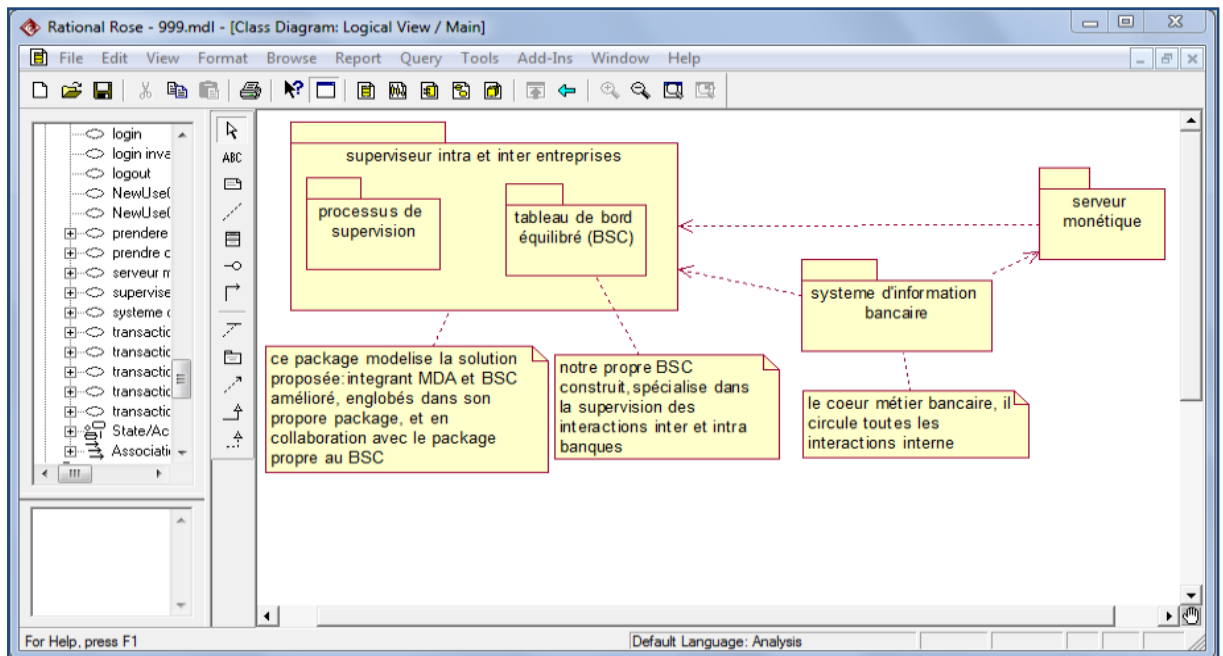 Rational Rose - 999.mdl - [Class Diagram: Logical View / Main]
File Edit View Format Browse Report Query Tools Add-Ins Window Help
login
login inva
logout
NewUse(
NewUse(
prendere
prendre c
serveur m
supervise
systeme d
transactic
transactic
transactic
transactic
transactic
State/Ac
Associati
ABC
superviseur intra et inter entreprises
processus de
supervision
tableau de bord
équilibré (BSC)
serveur
monétique
systeme d'information
bancaire
ce package modelise la solution
proposée:integrant MDA et BSC
amélioré, englobés dans son
propore package, et en
collaboration avec le package
propre au BSC
notre propre BSC
construit,spécialise dans
la supervision des
interactions inter et intra
banques
le coeur métier bancaire, il
circule toutes les
interactions interne
For Help, press F1
Default Language: Analysis